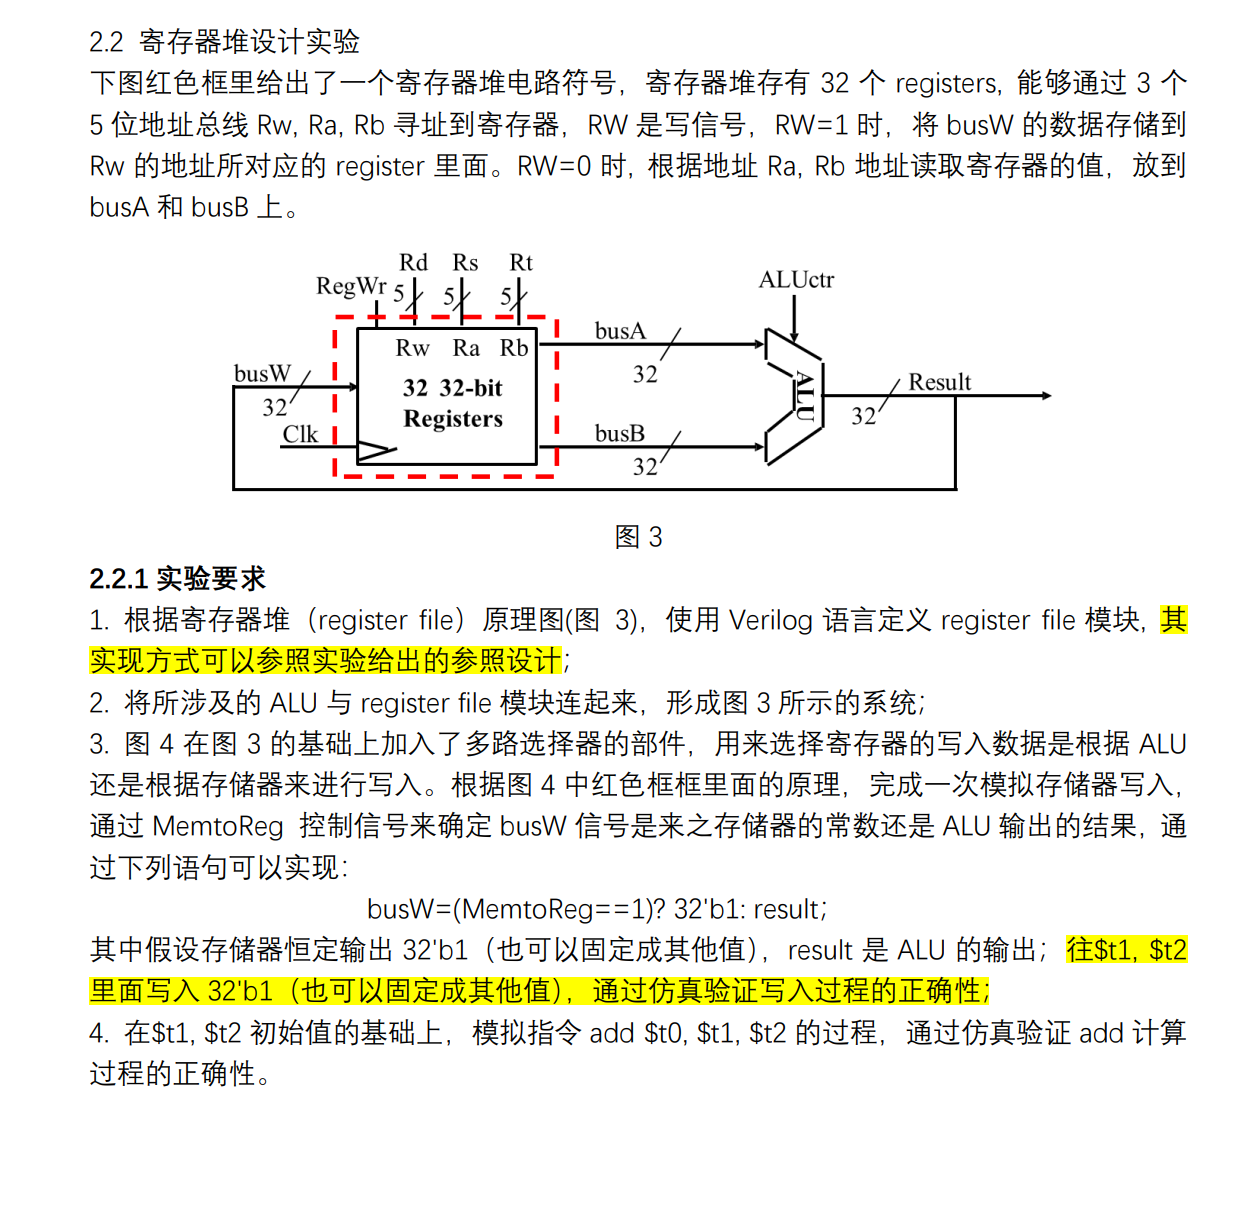 2.2 寄存器堆设计实验
下图红色框里给出了一个寄存器堆电路符号，寄存器堆存有 32 个 registers, 能够通过 3 个
5 位地址总线 Rw, Ra, Rb 寻址到寄存器，RW 是写信号，RW=1 时，将 busW 的数据存储到
Rw 的地址所对应的 register 里面。RW=0 时, 根据地址 Ra, Rb 地址读取寄存器的值，放到
busA 和 busB 上。
Rd Rs Rt
RegWr 5 5 5
ALUctr
busA
Rw Ra Rb
32
busW
32
32 32-bit
Registers
ALU
Result
32
Clk
busB
32
图 3
2.2.1 实验要求
1. 根据寄存器堆（register file）原理图(图 3)，使用 Verilog 语言定义 register file 模块, 其
实现方式可以参照实验给出的参照设计;
2. 将所涉及的 ALU 与 register file 模块连起来，形成图 3 所示的系统;
3. 图 4 在图 3 的基础上加入了多路选择器的部件，用来选择寄存器的写入数据是根据 ALU
还是根据存储器来进行写入。根据图 4 中红色框框里面的原理，完成一次模拟存储器写入，
通过 MemtoReg 控制信号来确定 busW 信号是来之存储器的常数还是 ALU 输出的结果，通
过下列语句可以实现:
busW=(MemtoReg==1)? 32'b1: result;
其中假设存储器恒定输出 32'b1（也可以固定成其他值），result 是 ALU 的输出；往$t1, $t2
里面写入 32'b1（也可以固定成其他值），通过仿真验证写入过程的正确性;
4. 在$t1, $t2 初始值的基础上，模拟指令 add $t0, $t1, $t2 的过程，通过仿真验证 add 计算
过程的正确性。